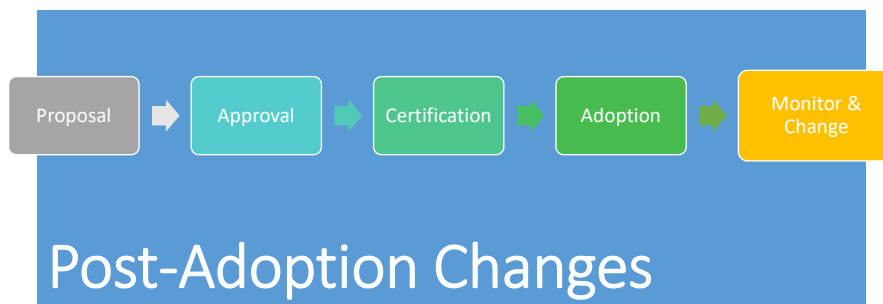 Proposal
Approval
Certification
Adoption
Monitor &
Change
Post-Adoption Changes